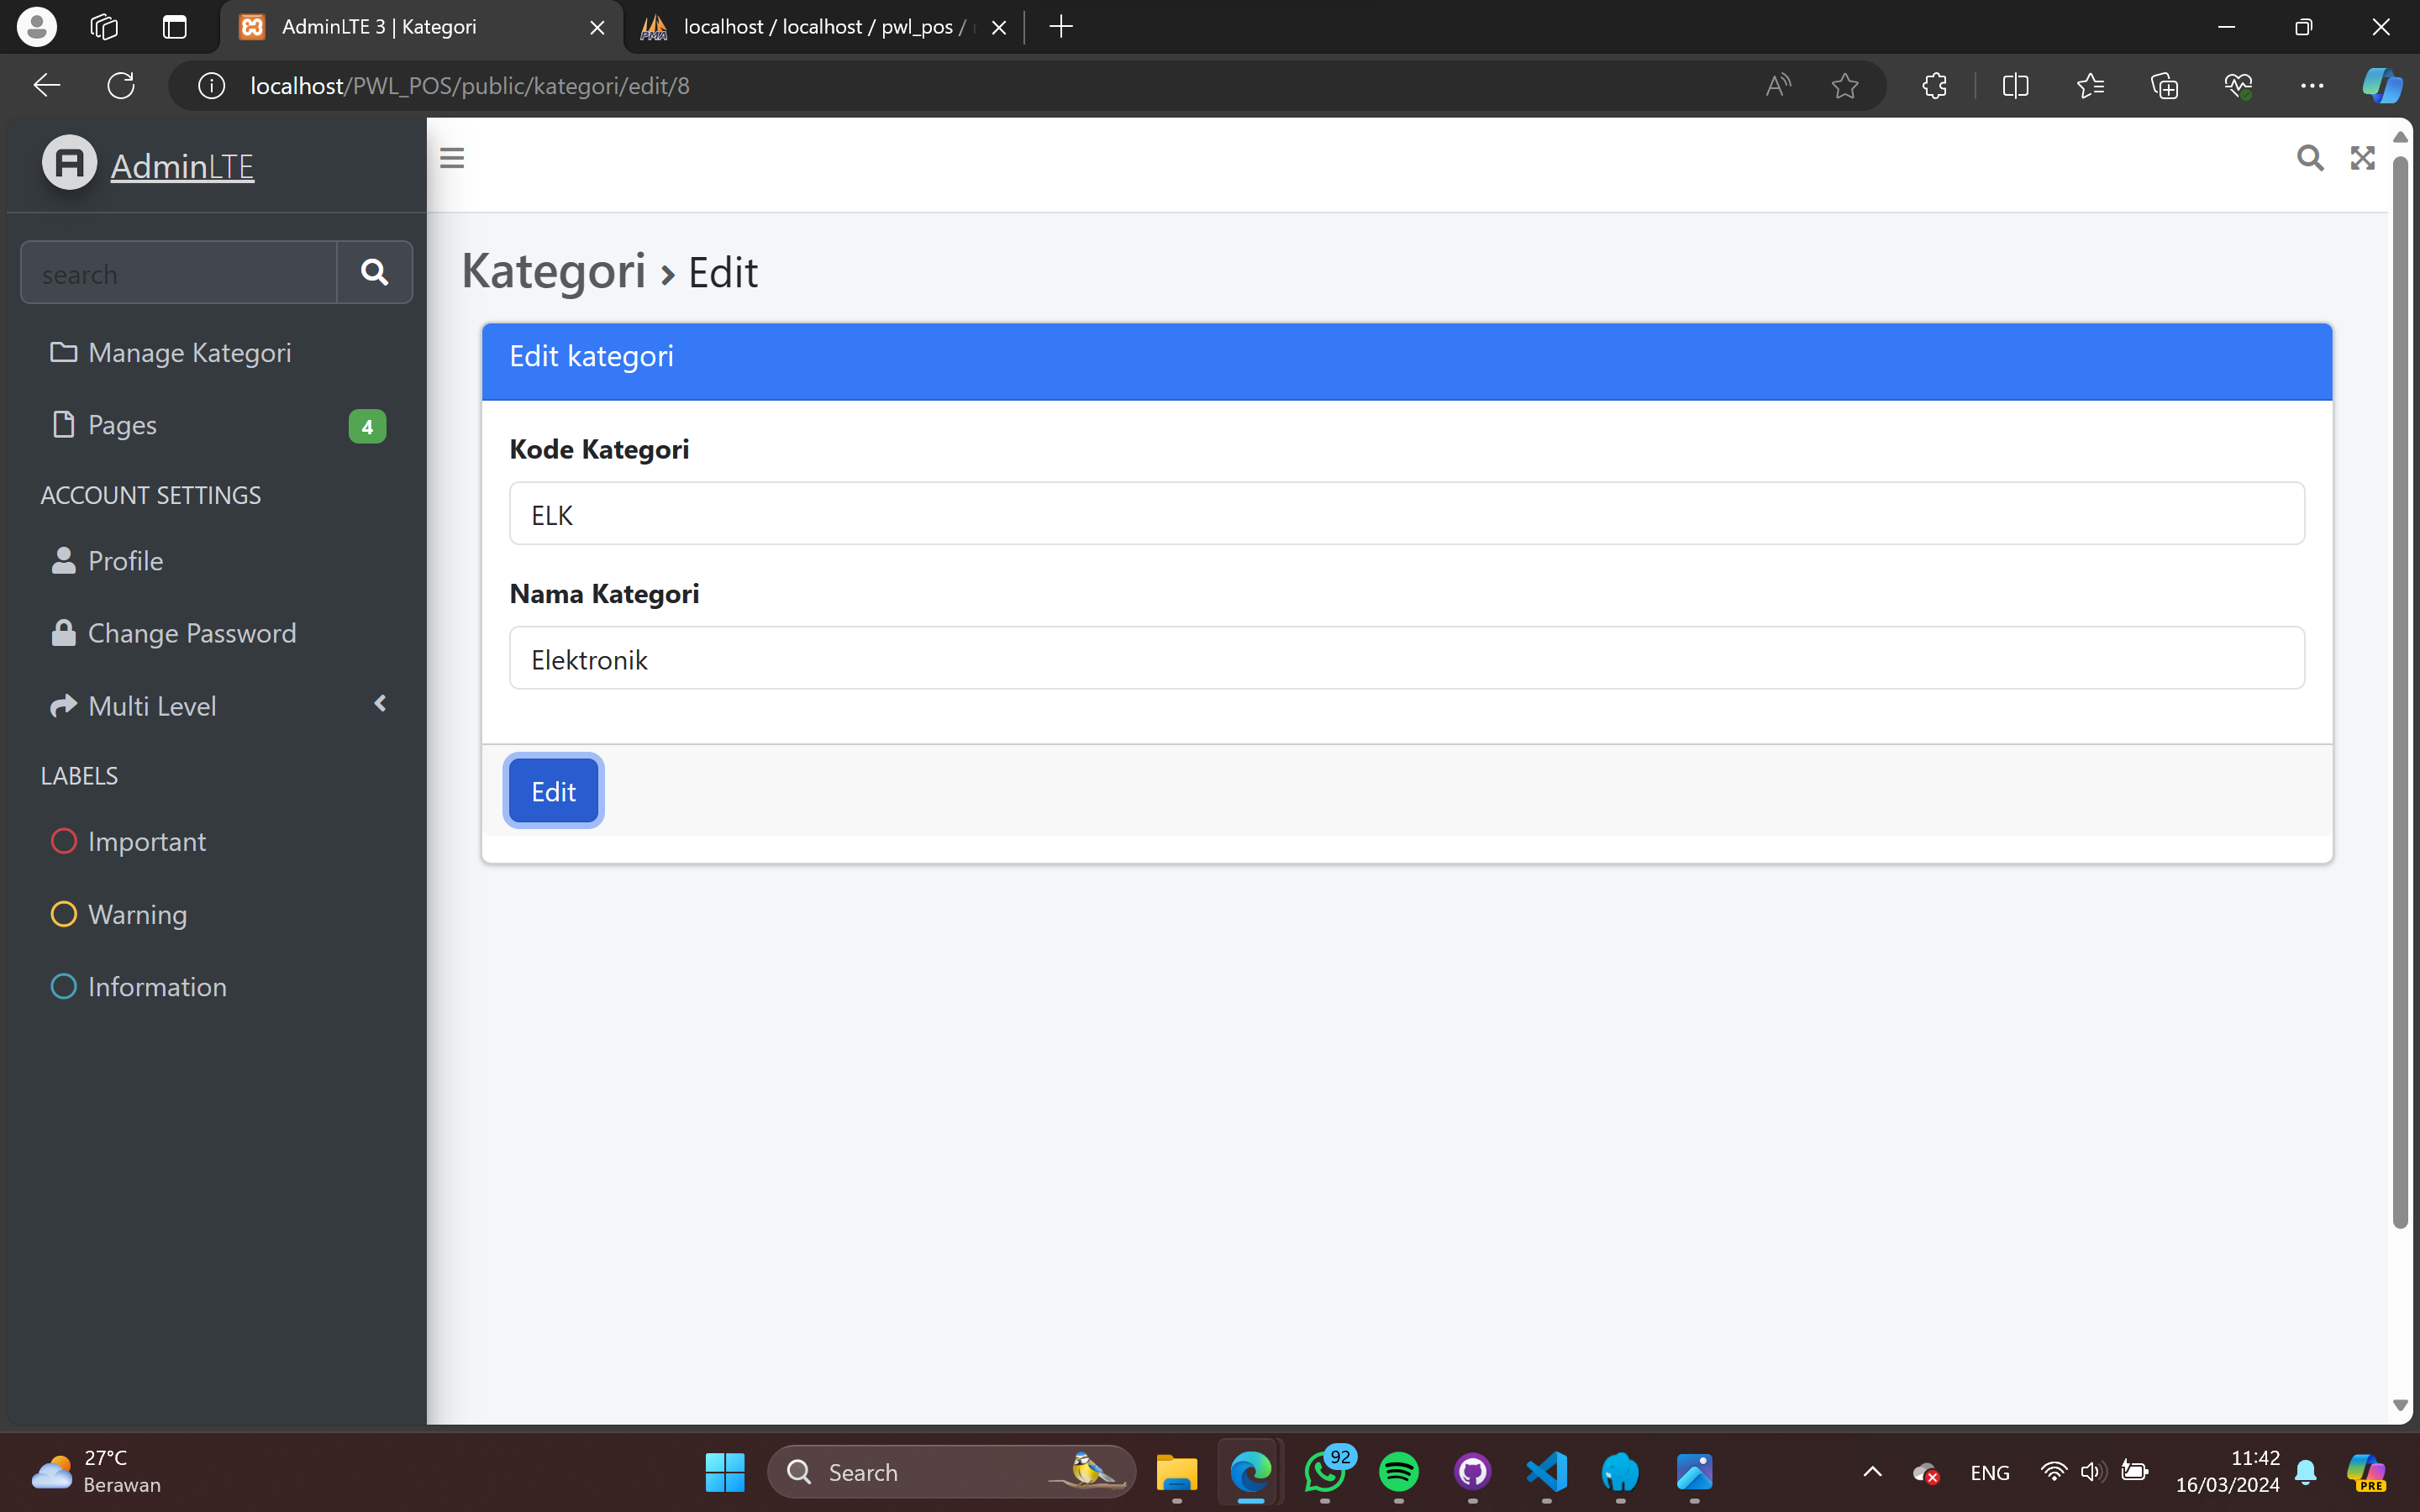 AdminLTE 3 | Kategori
localhost / localhost / pwl_pos /
localhost/PWL_POS/public/kategori/edit/8
AdminLTE
search
Manage Kategori
Pages 4
ACCOUNT SETTINGS
Profile
Change Password
Multi Level
LABELS
Important
Warning
Information
Kategori › Edit
Edit kategori
Kode Kategori
ELK
Nama Kategori
Elektronik
Edit
27°C
Berawan
Search
92
ENG
11:42
16/03/2024
PRE